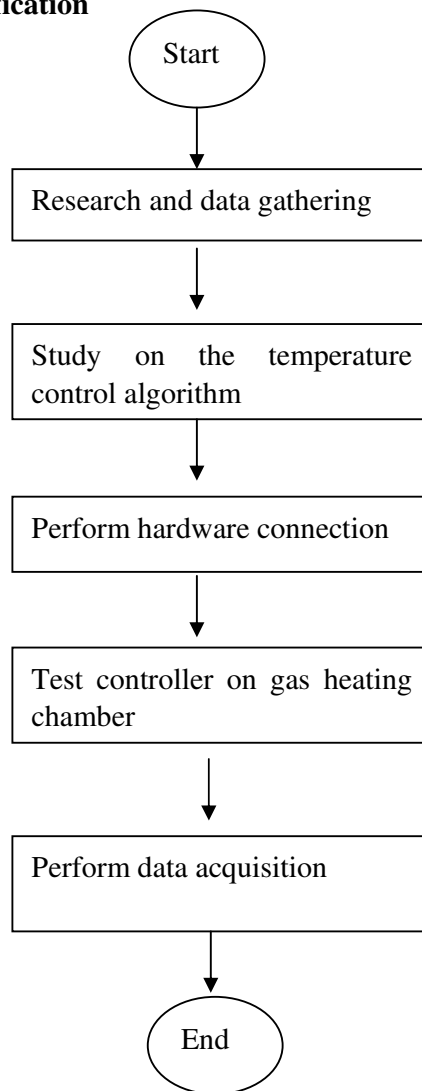 Start
Research and data gathering
Study on the temperature
control algorithm
Perform hardware connection
Test controller on gas heating
chamber
Perform data acquisition
End